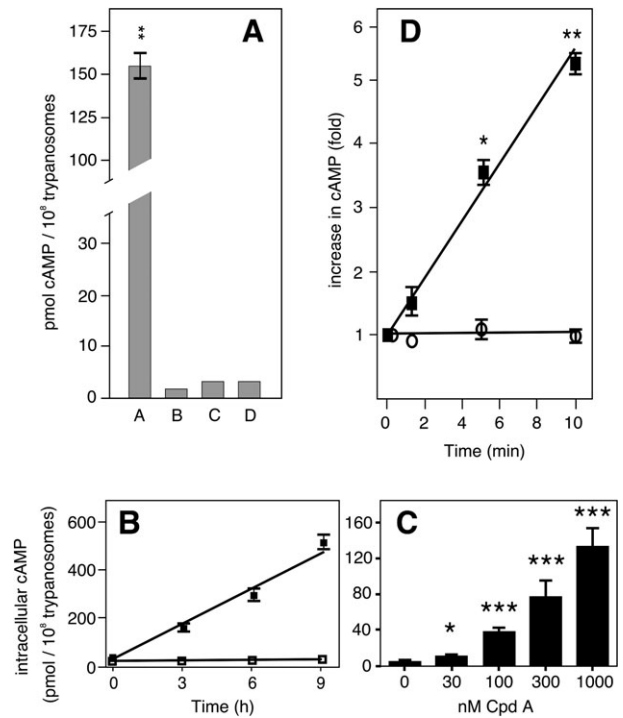 A
**
175
150
125
100
30
20
10
0
pmol cAMP / 10⁸ trypanosomes
A B C D
D
6
5
4
3
2
1
increase in cAMP (fold)
*
**
0 2 4 6 8 10
Time (min)
B
600
400
200
0
intracellular cAMP
(pmol / 10⁸ trypanosomes)
0 3 6 9
Time (h)
C
160
120
80
40
0
* *** *** ***
0 30 100 300 1000
nM Cpd A